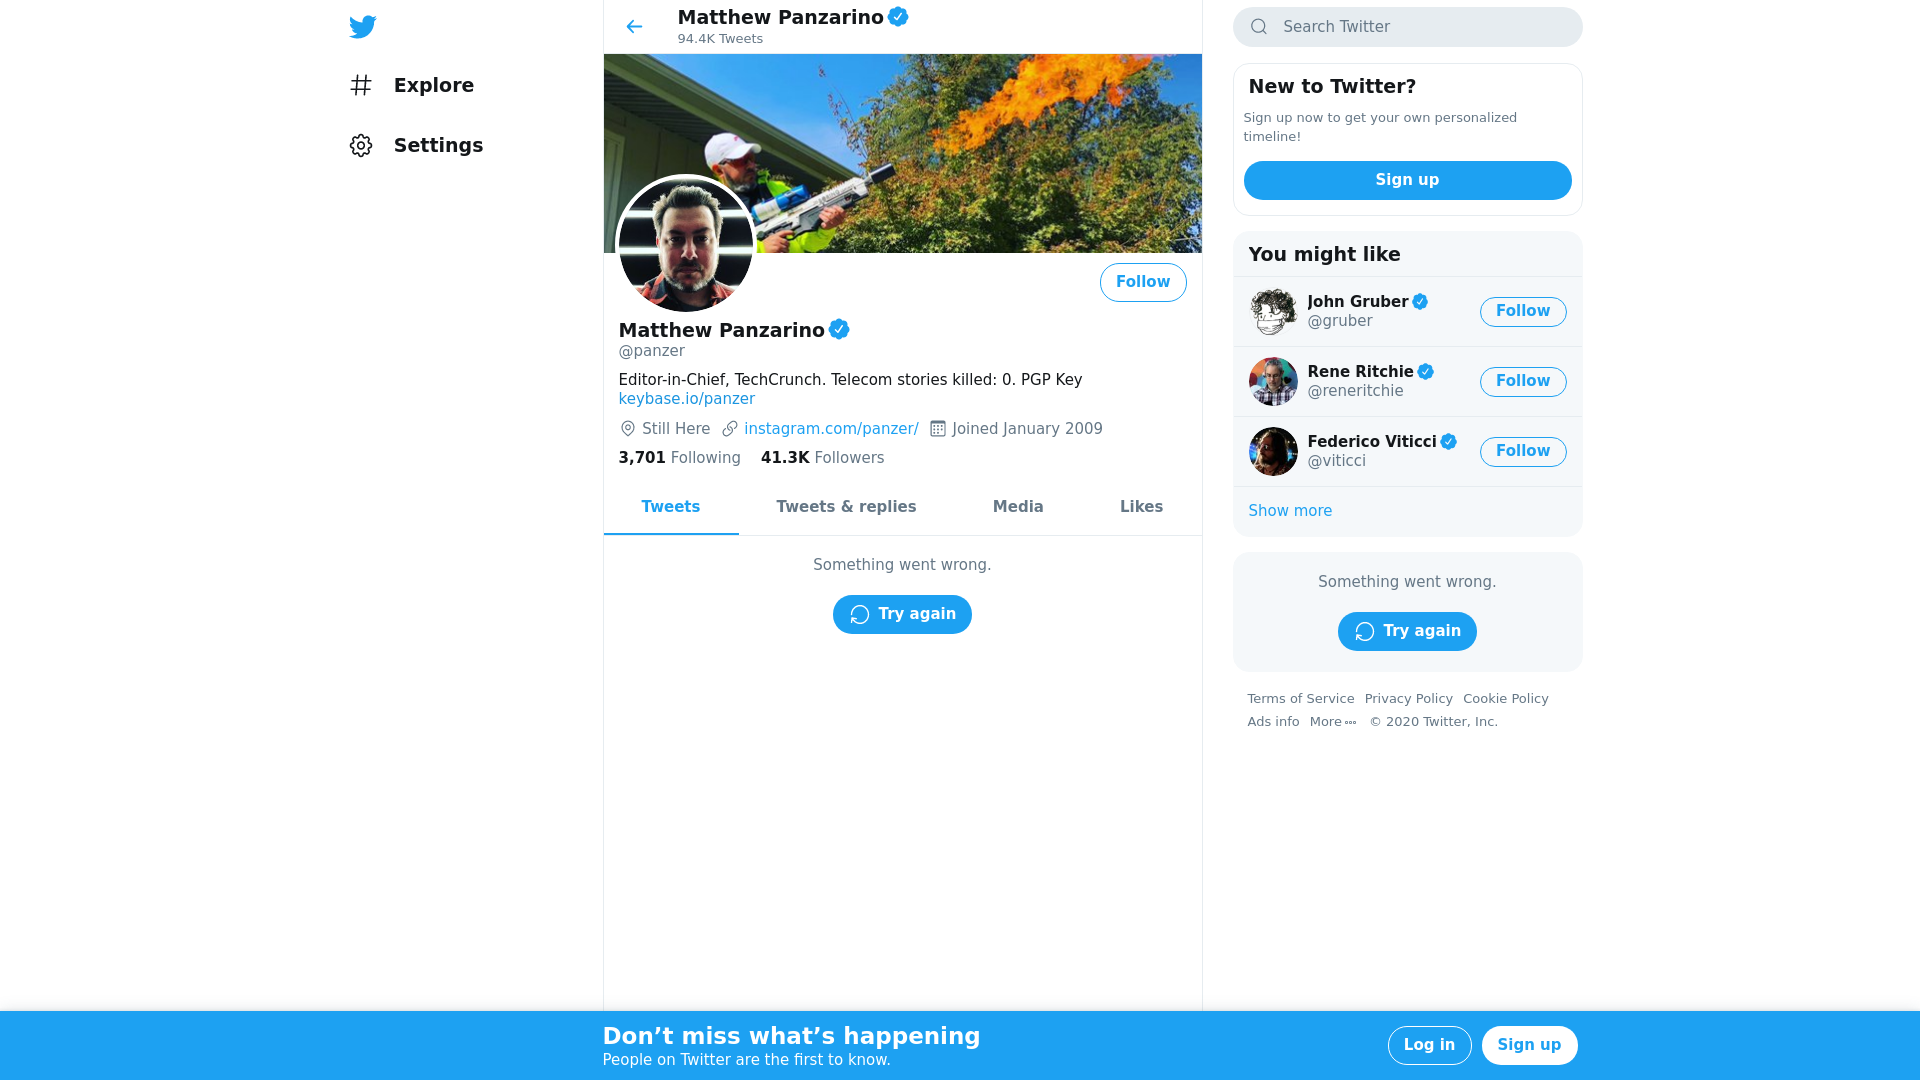 Explore
Settings
Matthew Panzarino
94.4K Tweets
Follow
Matthew Panzarino
@panzer
Editor-in-Chief, TechCrunch. Telecom stories killed: 0. PGP Key
keybase.io/panzer
Still Here instagram.com/panzer/ Joined January 2009
3,701 Following 41.3K Followers
Tweets Tweets & replies Media Likes
Something went wrong.
Try again
Search Twitter
New to Twitter?
Sign up now to get your own personalized
timeline!
Sign up
You might like
John Gruber
@gruber
Follow
Rene Ritchie
@reneritchie
Follow
Federico Viticci
@viticci
Follow
Show more
Something went wrong.
Try again
Terms of Service Privacy Policy Cookie Policy
Ads info More © 2020 Twitter, Inc.
Don’t miss what’s happening
People on Twitter are the first to know.
Log in Sign up